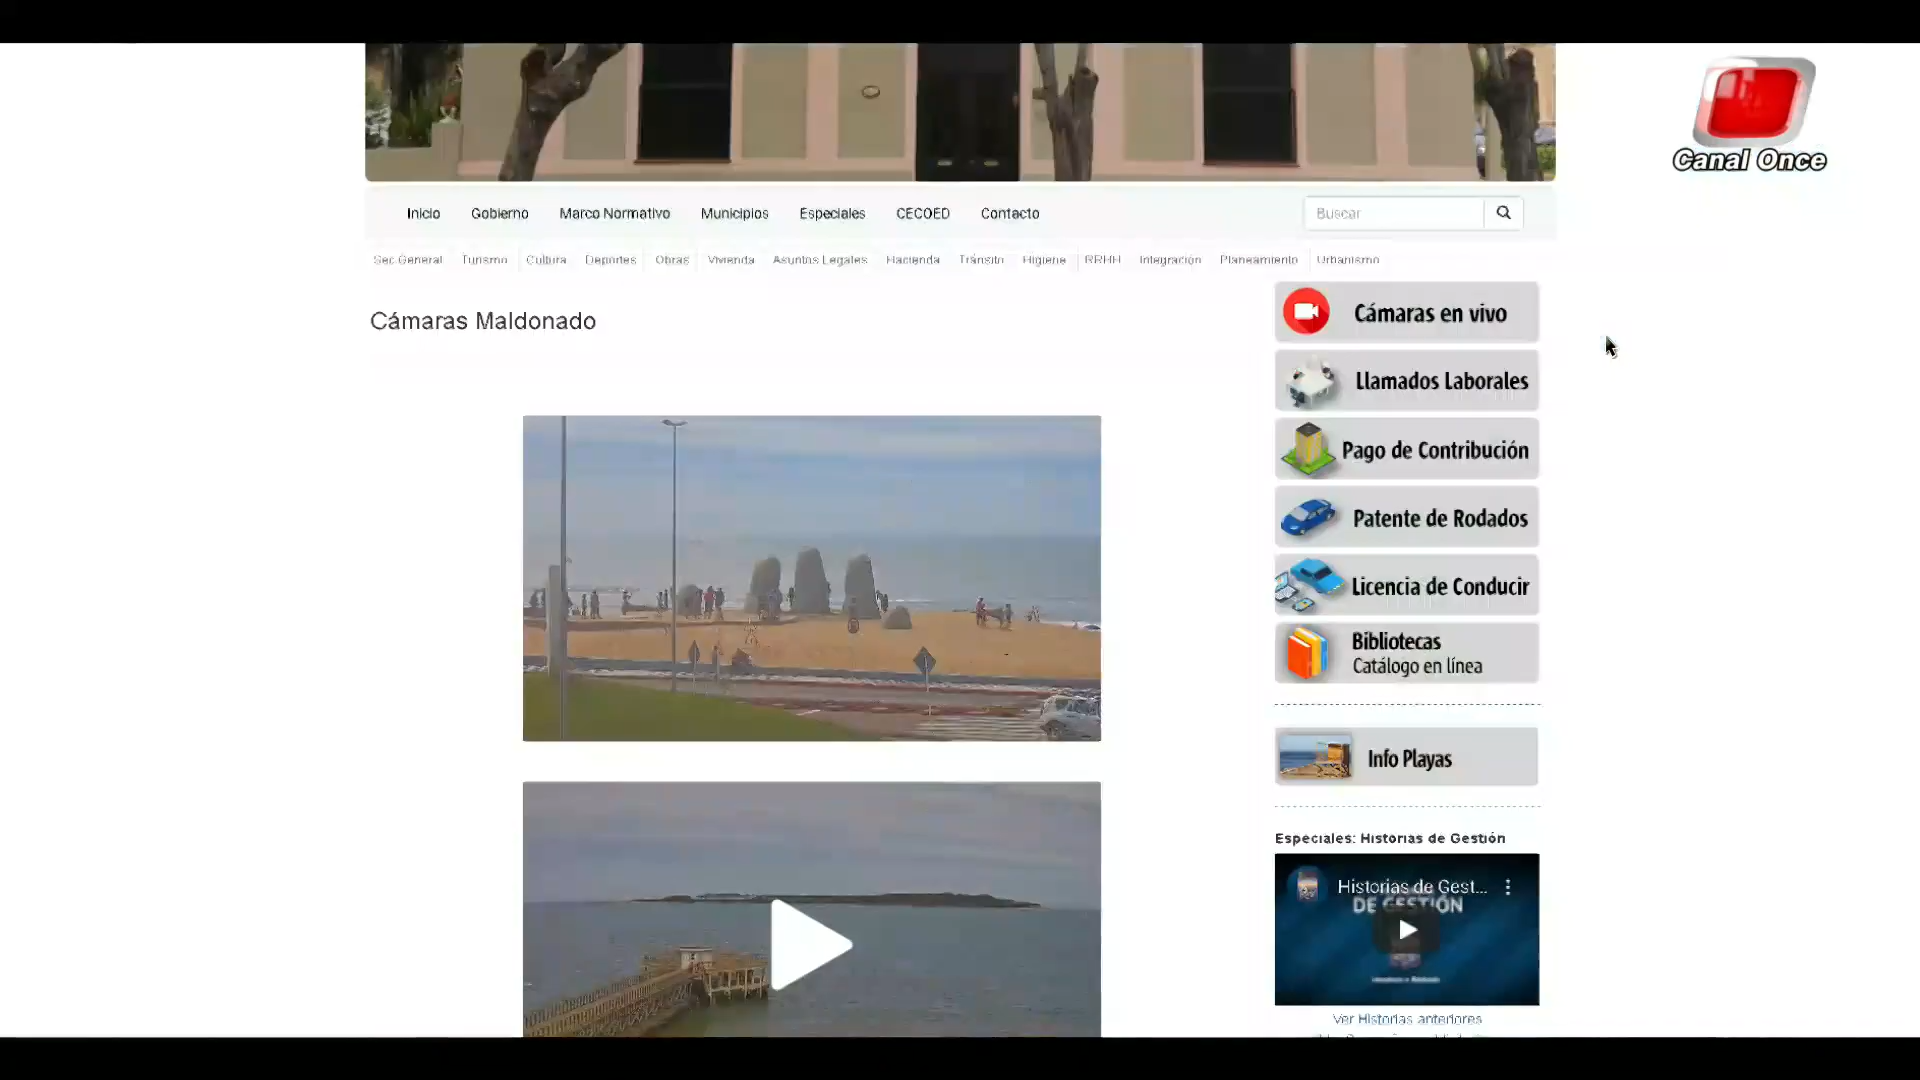 Canal Once
Inicio
Gobierno
Marco Normativo
Municipios
Especiales
CECOED
Contacto
Buscar
Sec.General
Turismo
Cultura
Deportes
Obras
Vivienda
Asuntos Legales
Hacienda
Tránsito
Higiene
RRHH
Integración
Planeamiento
Urbanismo
Cámaras Maldonado
Cámaras en vivo
Llamados Laborales
Pago de Contribución
Patente de Rodados
Licencia de Conducir
Bibliotecas
Catálogo en línea
Info Playas
Especiales: Historias de Gestión
Historias de Gest...
DE GESTIÓN
Ver Historias anteriores